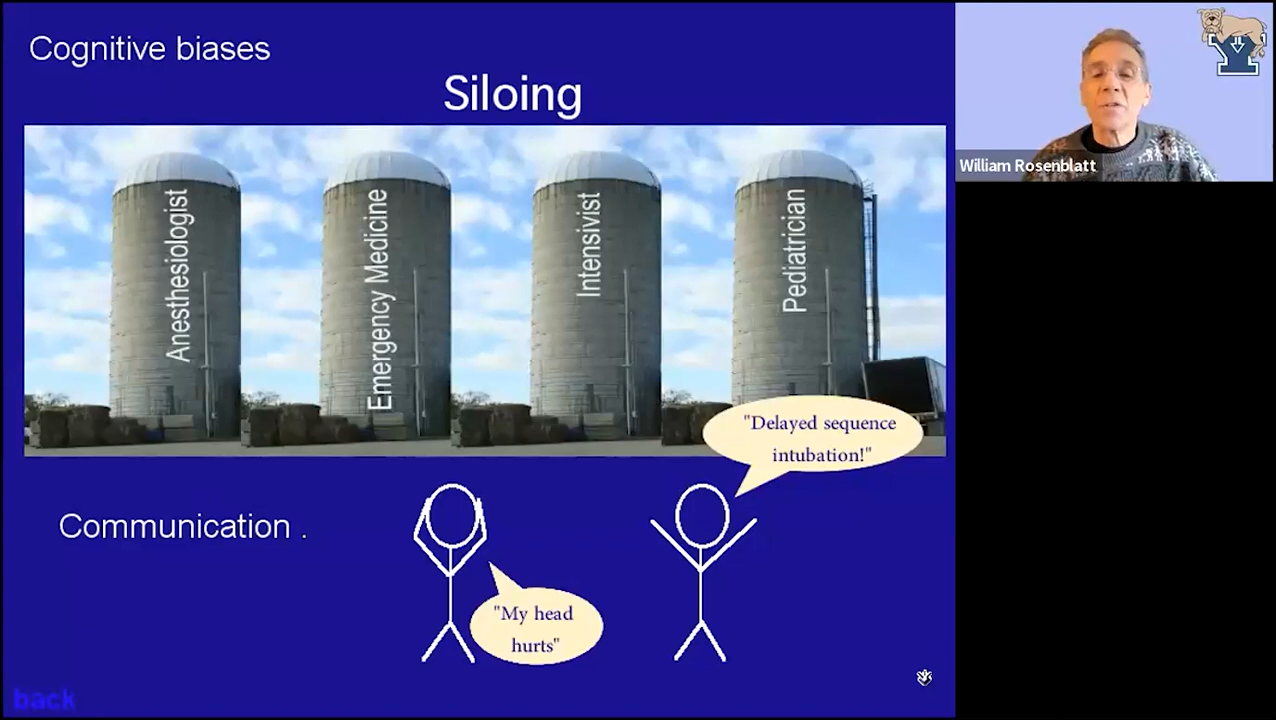 Cognitive biases
Siloing
Anesthesiologist
Emergency Medicine
Intensivist
Pediatrician
"Delayed sequence
intubation!"
Communication .
"My head
hurts"
back
William Rosenblatt
Y